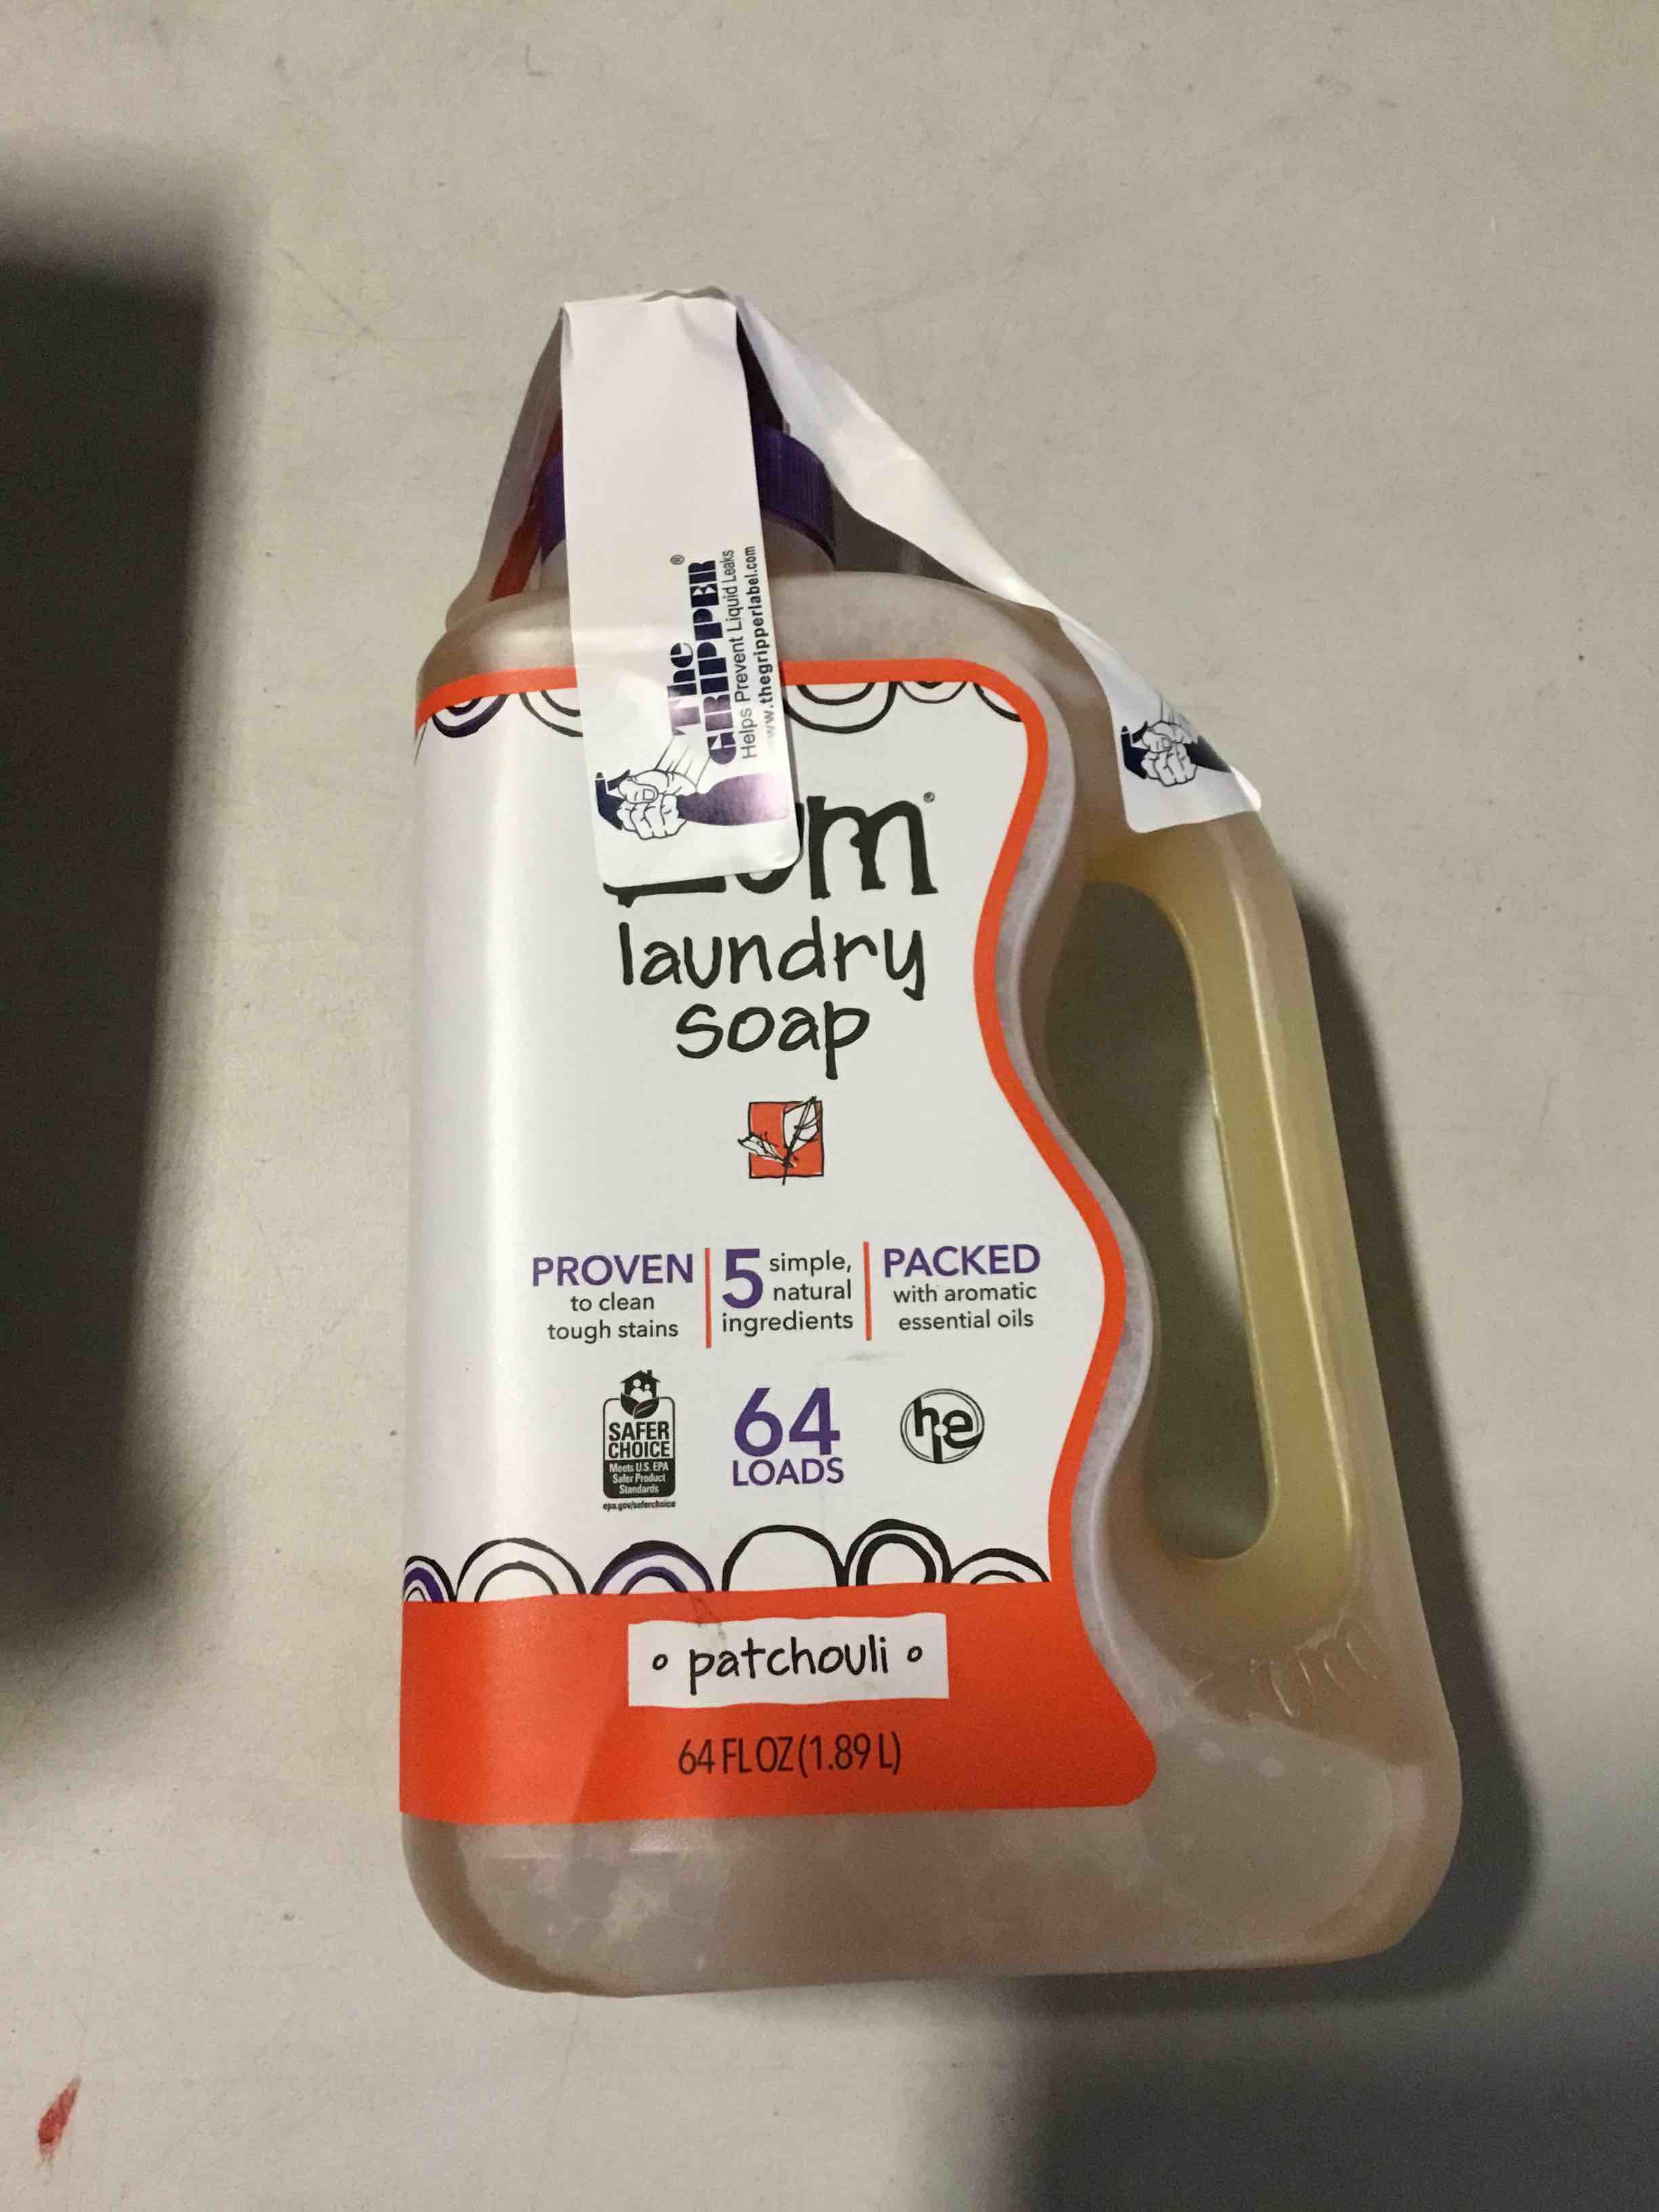 The
GRIPPER®
Helps Prevent Liquid Leaks
www.thegripperlabel.com
laundry
soap
PROVEN
to clean
tough stains
5 simple,
natural
ingredients
PACKED
with aromatic
essential oils
SAFER
CHOICE
Meets U.S. EPA
Safer Product
Standards
epa.gov/saferchoice
64
LOADS
he
° patchouli °
64 FL OZ (1.89 L)
zum